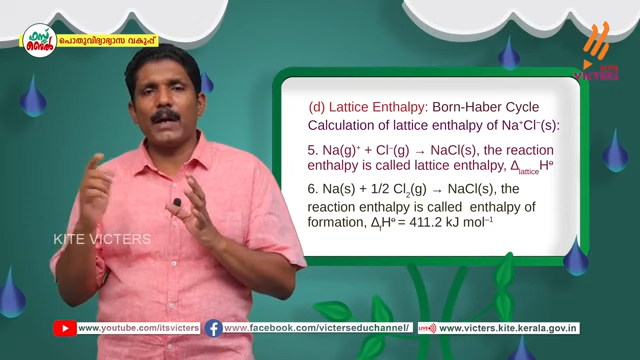 ഫസ്റ്റ്
ബെൽ
പൊതുവിദ്യാഭ്യാസ വകുപ്പ്
VICTERS
(d) Lattice Enthalpy: Born-Haber Cycle
Calculation of lattice enthalpy of Na⁺Cl⁻(s):
5. Na(g)⁺ + Cl⁻(g) → NaCl(s), the reaction
enthalpy is called lattice enthalpy, ΔlatticeH⊖
6. Na(s) + 1/2 Cl₂(g) → NaCl(s), the
reaction enthalpy is called enthalpy of
formation, ΔfH⊖ = 411.2 kJ mol⁻¹
KITE VICTERS
www.youtube.com/itsvicters
www.facebook.com/victerseduchannel/
LIVE
www.victers.kite.kerala.gov.in